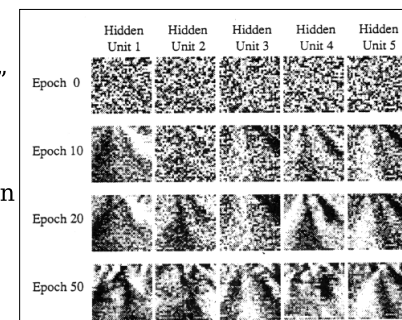 Hidden Hidden Hidden Hidden Hidden
Unit 1 Unit 2 Unit 3 Unit 4 Unit 5
”
Epoch 0
Epoch 10
n
Epoch 20
Epoch 50